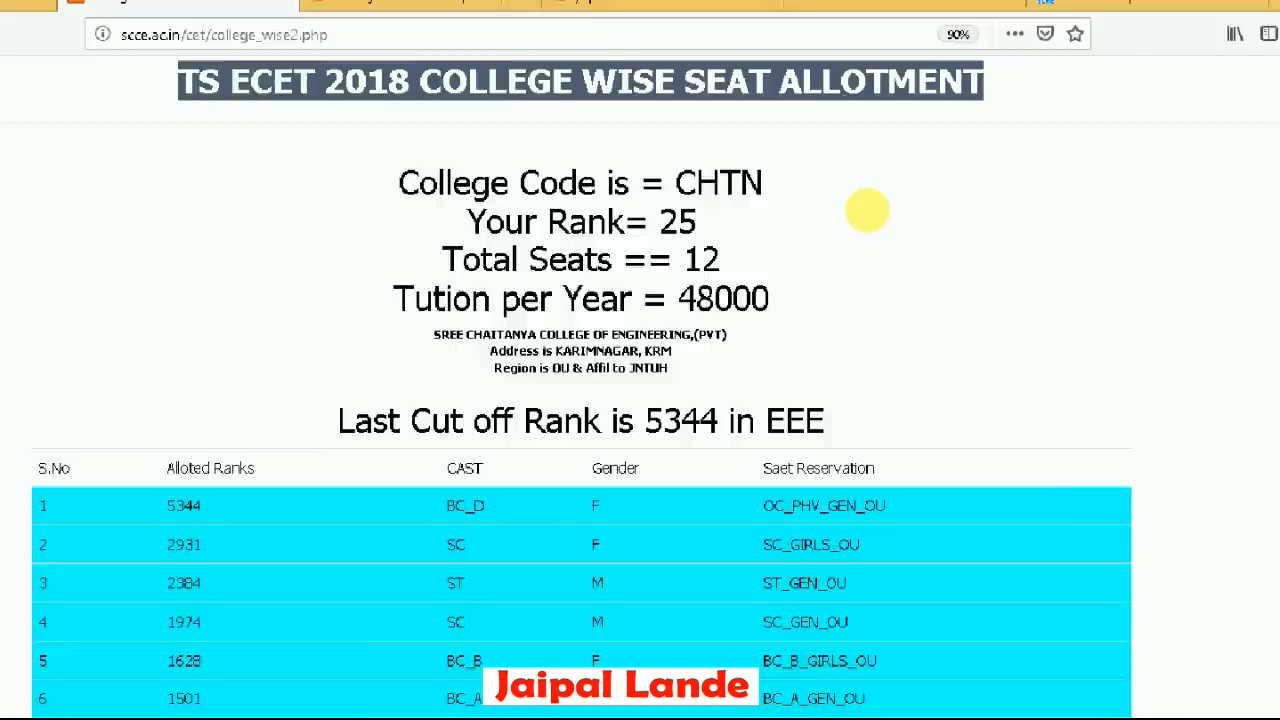 scce.ac.in/cet/college_wise2.php
90%
TS ECET 2018 COLLEGE WISE SEAT ALLOTMENT
College Code is = CHTN
Your Rank= 25
Total Seats == 12
Tution per Year = 48000
SREE CHAITANYA COLLEGE OF ENGINEERING,(PVT)
Address is KARIMNAGAR, KRM
Region is OU & Affil to JNTUH
Last Cut off Rank is 5344 in EEE
S.No Alloted Ranks CAST Gender Saet Reservation
1 5344 BC_D F OC_PHV_GEN_OU
2 2931 SC F SC_GIRLS_OU
3 2384 ST M ST_GEN_OU
4 1974 SC M SC_GEN_OU
5 1628 BC_B F BC_B_GIRLS_OU
6 1501 BC_A BC_A_GEN_OU
Jaipal Lande